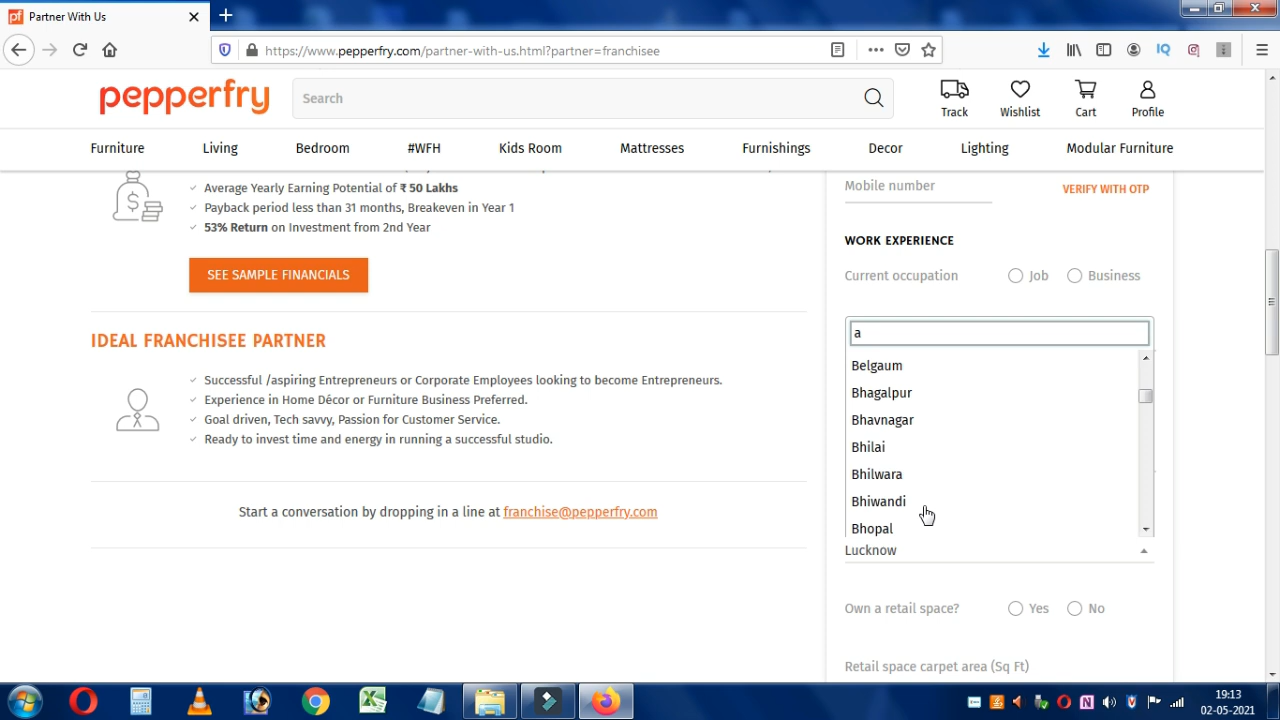 Partner With Us
https://www.pepperfry.com/partner-with-us.html?partner=franchisee
pepperfry
Search
Track
Wishlist
Cart
Profile
Furniture
Living
Bedroom
#WFH
Kids Room
Mattresses
Furnishings
Decor
Lighting
Modular Furniture
Average Yearly Earning Potential of ₹ 50 Lakhs
Payback period less than 31 months, Breakeven in Year 1
53% Return on Investment from 2nd Year
SEE SAMPLE FINANCIALS
IDEAL FRANCHISEE PARTNER
Successful /aspiring Entrepreneurs or Corporate Employees looking to become Entrepreneurs.
Experience in Home Décor or Furniture Business Preferred.
Goal driven, Tech savvy, Passion for Customer Service.
Ready to invest time and energy in running a successful studio.
Start a conversation by dropping in a line at franchise@pepperfry.com
Mobile number
VERIFY WITH OTP
WORK EXPERIENCE
Current occupation
Job
Business
a
Belgaum
Bhagalpur
Bhavnagar
Bhilai
Bhilwara
Bhiwandi
Bhopal
Lucknow
Own a retail space?
Yes
No
Retail space carpet area (Sq Ft)
19:13
02-05-2021